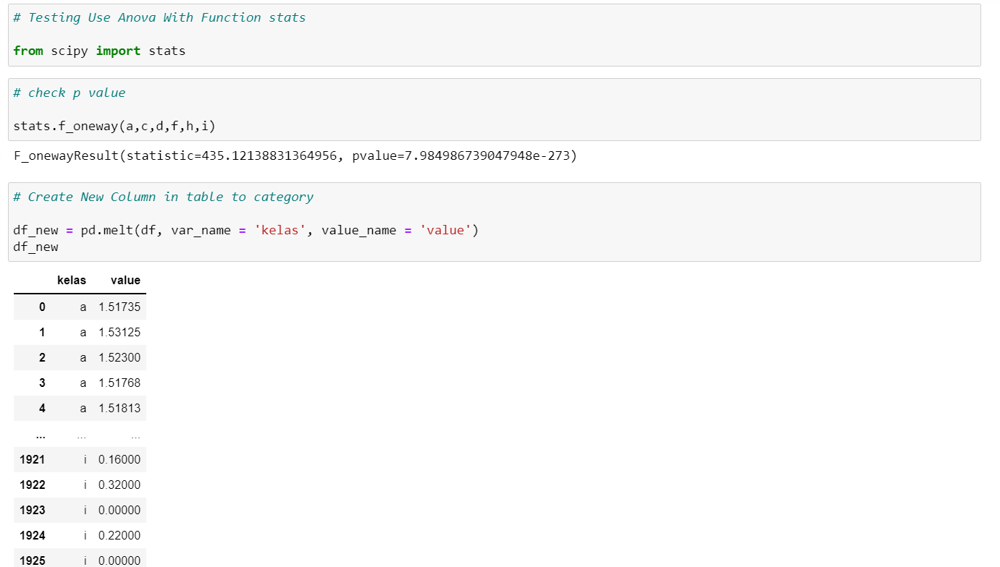 # Testing Use Anova With Function stats
from scipy import stats
# check p value
stats.f_oneway(a,c,d,f,h,i)
F_onewayResult(statistic=435.12138831364956, pvalue=7.984986739047948e-273)
# Create New Column in table to category
df_new = pd.melt(df, var_name = 'kelas', value_name = 'value')
df_new
kelas value
0 a 1.51735
1 a 1.53125
2 a 1.52300
3 a 1.51768
4 a 1.51813
... ... ...
1921 i 0.16000
1922 i 0.32000
1923 i 0.00000
1924 i 0.22000
1925 i 0.00000